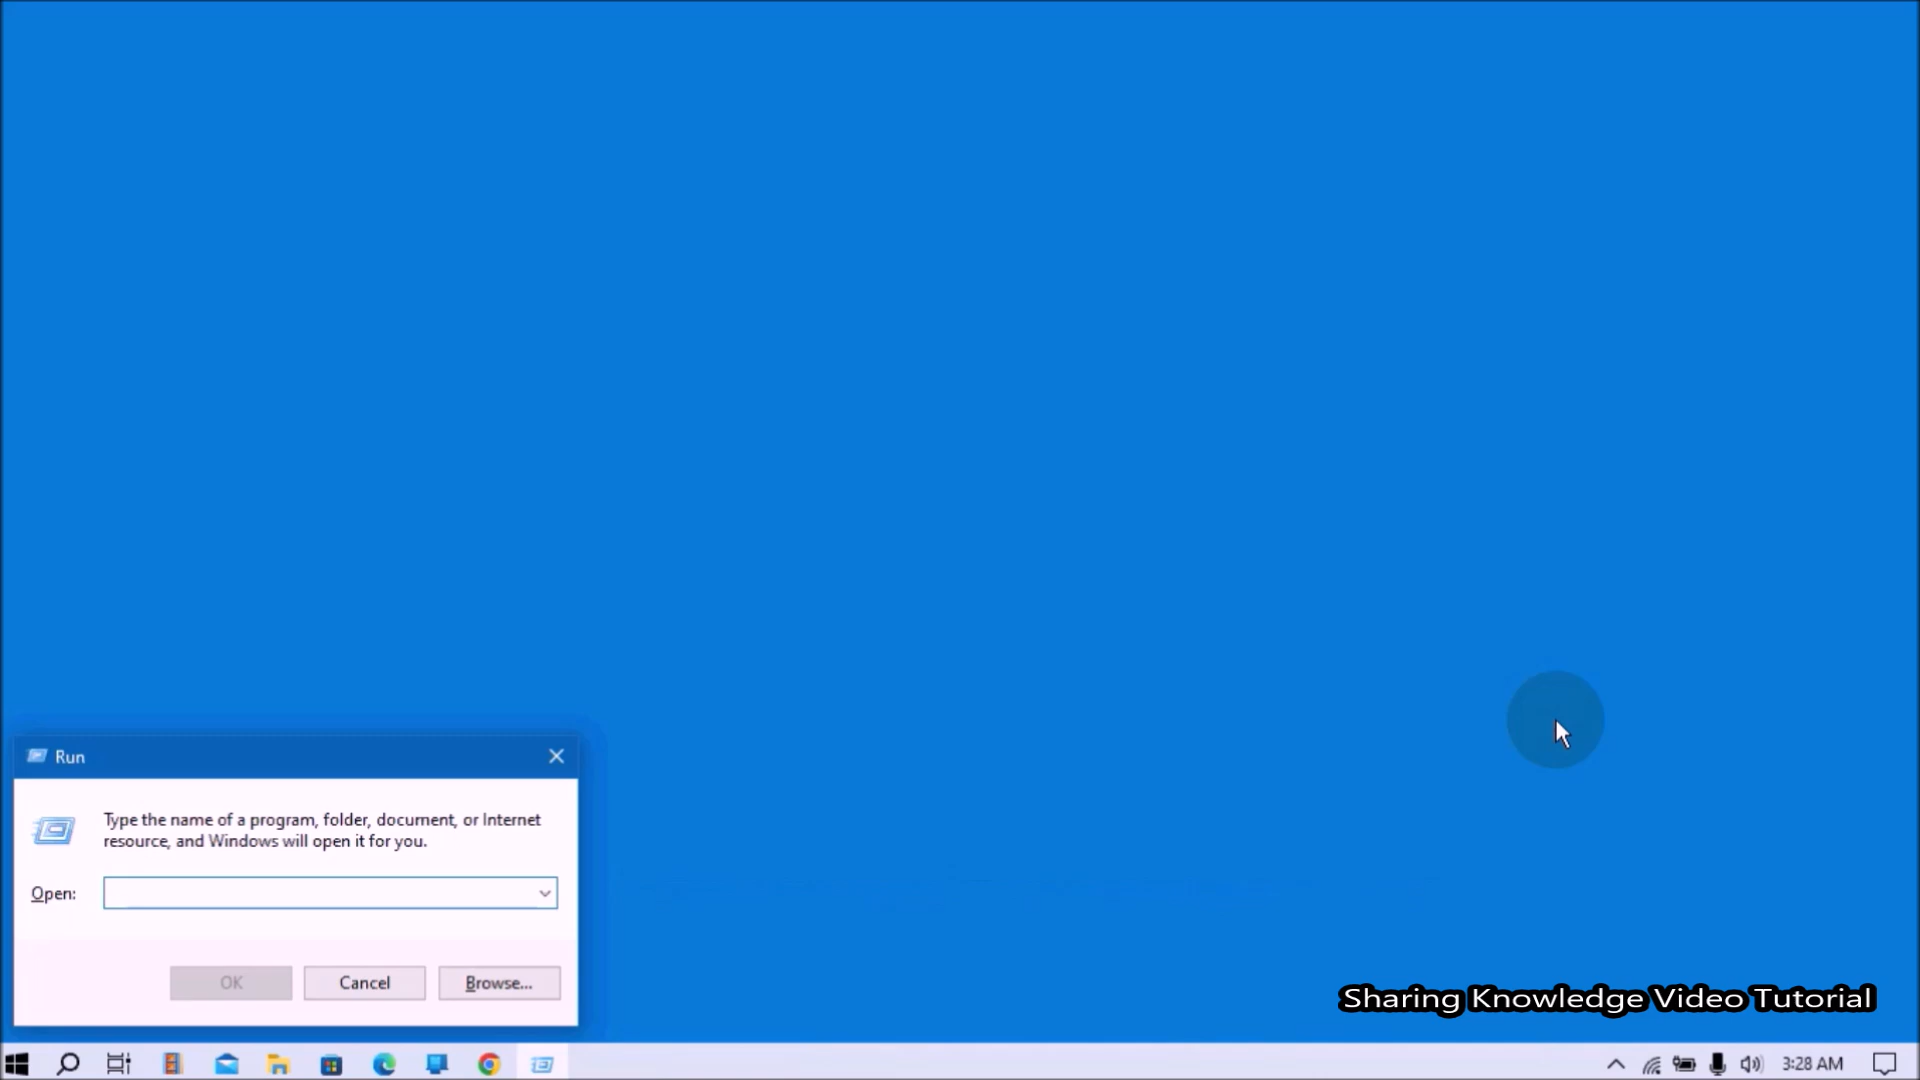 Run
Type the name of a program, folder, document, or Internet
resource, and Windows will open it for you.
Open:
OK
Cancel
Browse...
Sharing Knowledge Video Tutorial
3:28 AM